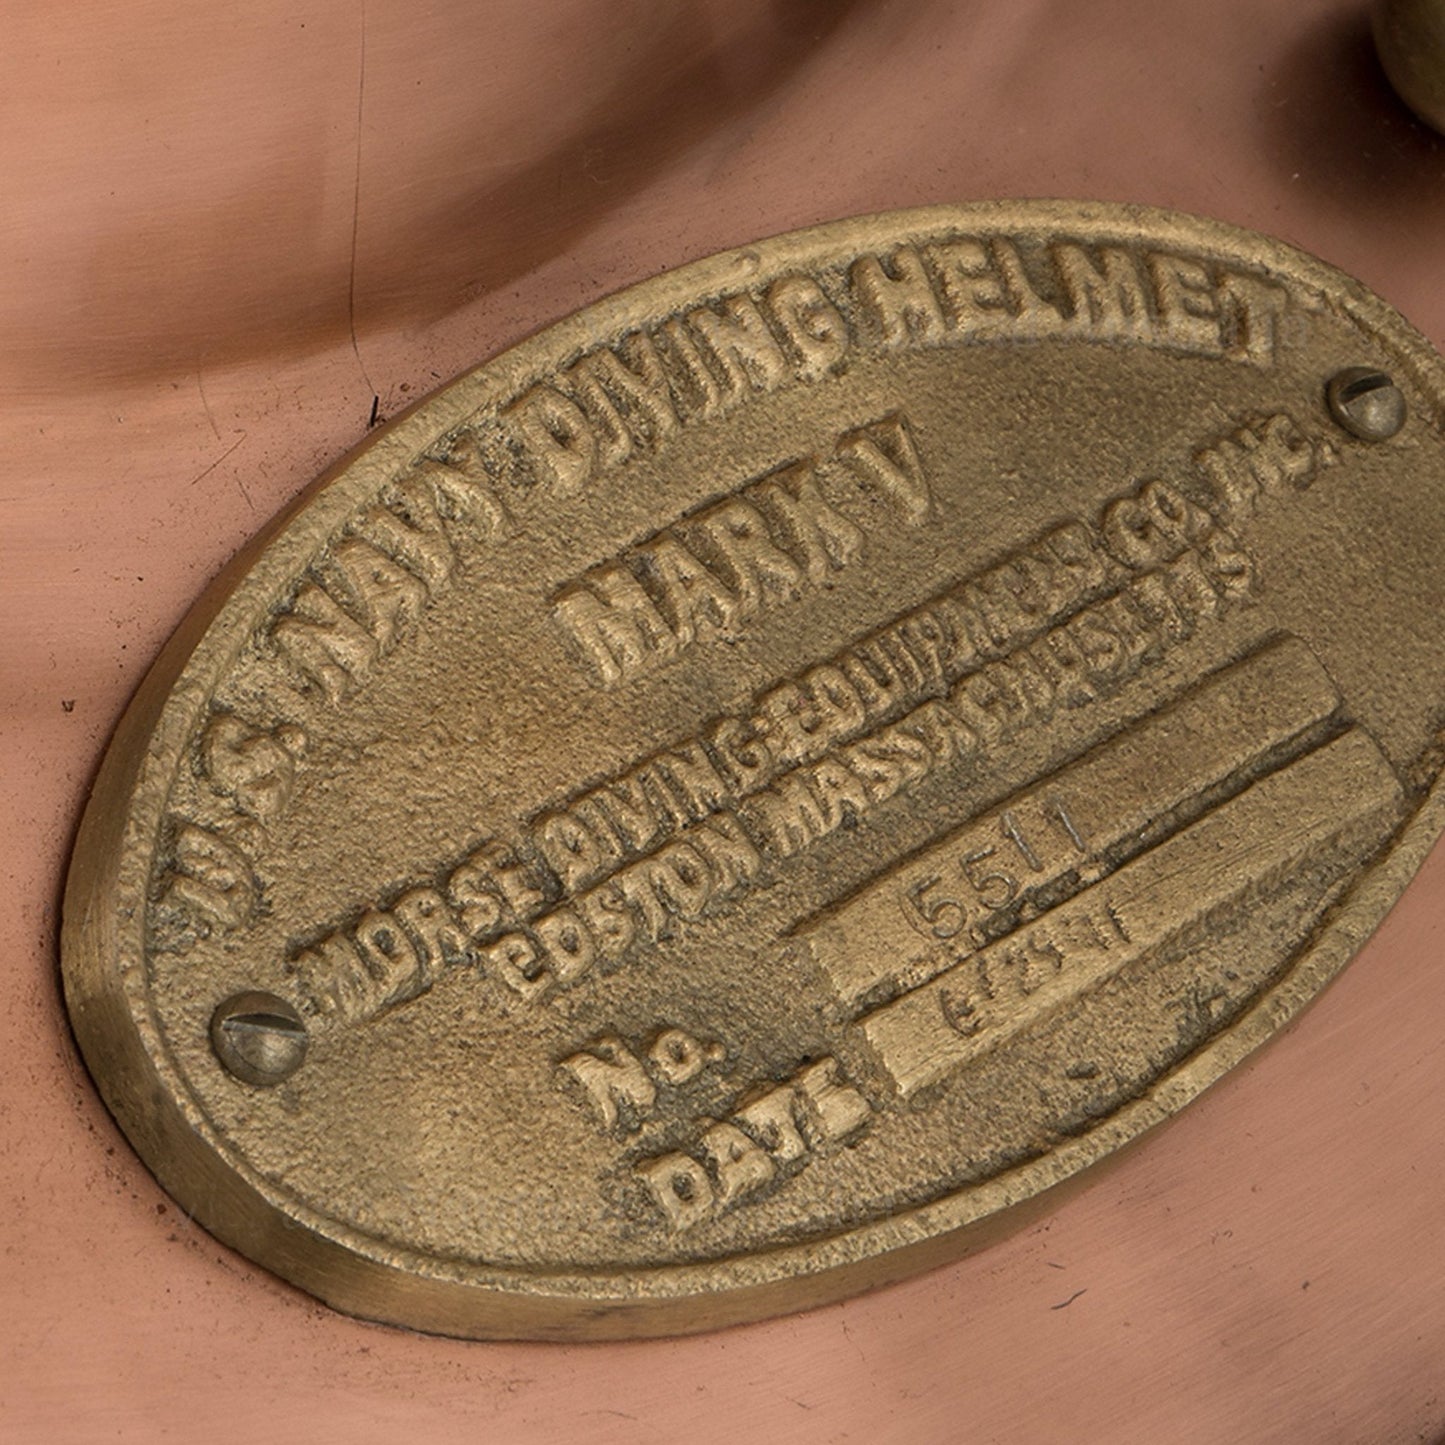 U.S. NAVY DIVING HELMET
MARK V
MORSE DIVING EQUIPMENT CO. INC.
BOSTON MASSACHUSETTS
No. 5511
DATE